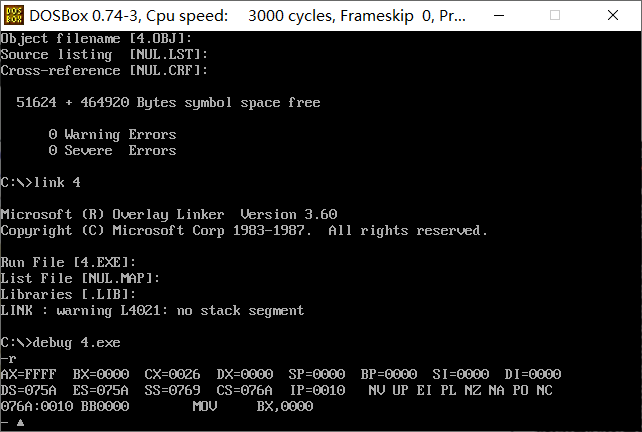 DOSBox 0.74-3, Cpu speed:    3000 cycles, Frameskip  0, Pr...
Object filename [4.OBJ]:
Source listing  [NUL.LST]:
Cross-reference [NUL.CRF]:
  51624 + 464920 Bytes symbol space free
      0 Warning Errors
      0 Severe  Errors
C:\>link 4
Microsoft (R) Overlay Linker  Version 3.60
Copyright (C) Microsoft Corp 1983-1987.  All rights reserved.
Run File [4.EXE]:
List File [NUL.MAP]:
Libraries [.LIB]:
LINK : warning L4021: no stack segment
C:\>debug 4.exe
-r
AX=FFFF  BX=0000  CX=0026  DX=0000  SP=0000  BP=0000  SI=0000  DI=0000
DS=075A  ES=075A  SS=0769  CS=076A  IP=0010   NV UP EI PL NZ NA PO NC
076A:0010 BB0000        MOV     BX,0000
-